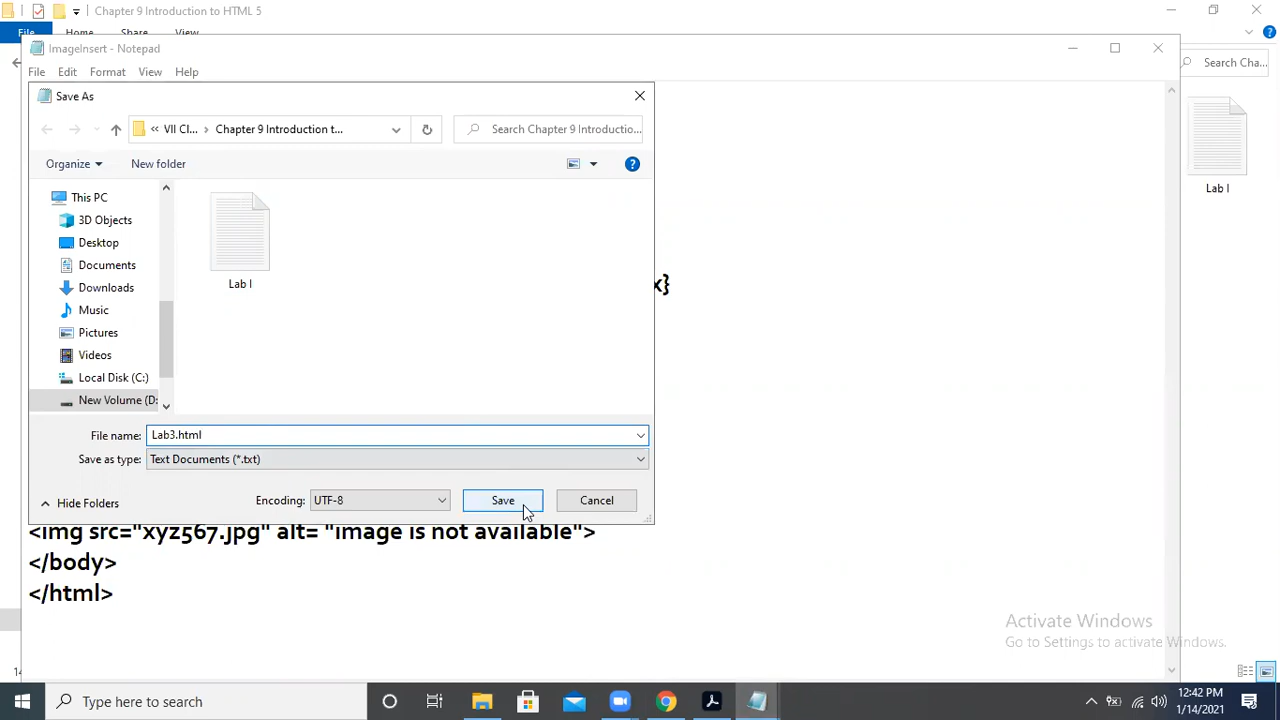 Chapter 9 Introduction to HTML 5
File Home Share View
ImageInsert - Notepad
File Edit Format View Help
Search Cha...
Save As
« VII Cl... › Chapter 9 Introduction t...
Search Chapter 9 Introductio...
Organize New folder
This PC
3D Objects
Desktop
Documents
Downloads
Music
Pictures
Videos
Local Disk (C:)
New Volume (D:
Lab I
Lab I
x}
File name: Lab3.html
Save as type: Text Documents (*.txt)
Hide Folders
Encoding: UTF-8
Save Cancel
<img src="xyz567.jpg" alt= "image is not available">
</body>
</html>
Activate Windows
Go to Settings to activate Windows.
14
Type here to search
12:42 PM
1/14/2021